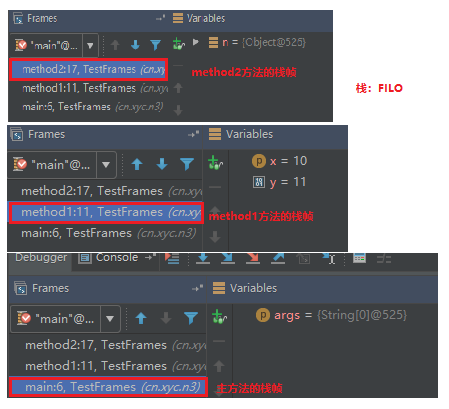 Frames Variables
"main"@... n = {Object@525}
method2:17, TestFrames (cn.xyc
method2方法的栈帧
method1:11, TestFrames (cn.xyc
main:6, TestFrames (cn.xyc.n3)
栈：FILO
Frames Variables
"main"@... x = 10
y = 11
method2:17, TestFrames (cn.xyc
method1:11, TestFrames (cn.xy
method1方法的栈帧
main:6, TestFrames (cn.xyc.n3)
Debugger Console
Frames Variables
"main"@... args = {String[0]@525}
method2:17, TestFrames (cn.xyc
method1:11, TestFrames (cn.xyc
main:6, TestFrames (cn.xyc.n3)
主方法的栈帧